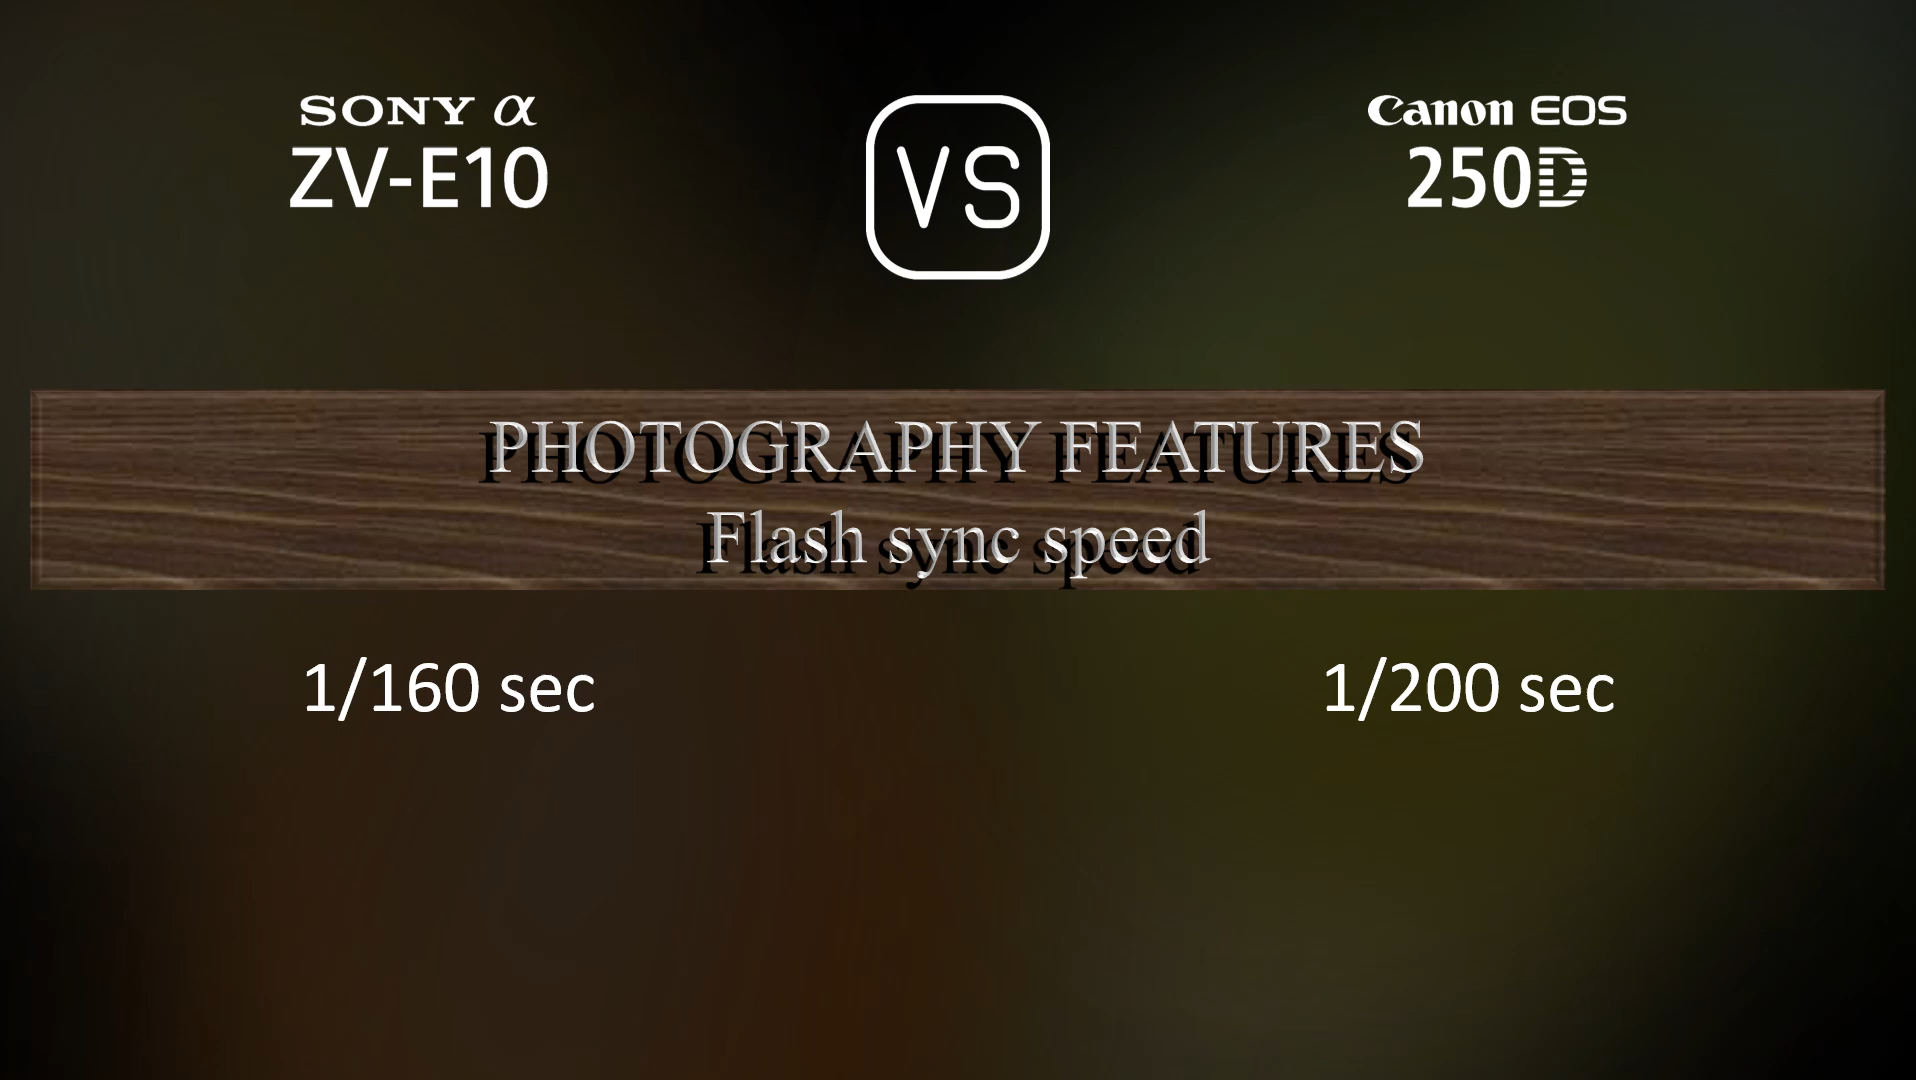 SONY α
ZV-E10
VS
Canon EOS
250D
PHOTOGRAPHY FEATURES
Flash sync speed
1/160 sec
1/200 sec